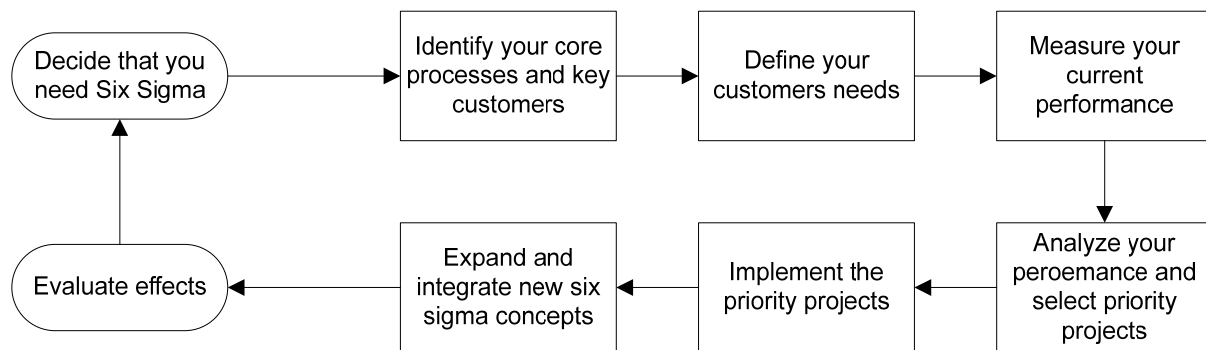 Decide that you
need Six Sigma
Identify your core
processes and key
customers
Define your
customers needs
Measure your
current
performance
Analyze your
peroemance and
select priority
projects
Implement the
priority projects
Expand and
integrate new six
sigma concepts
Evaluate effects